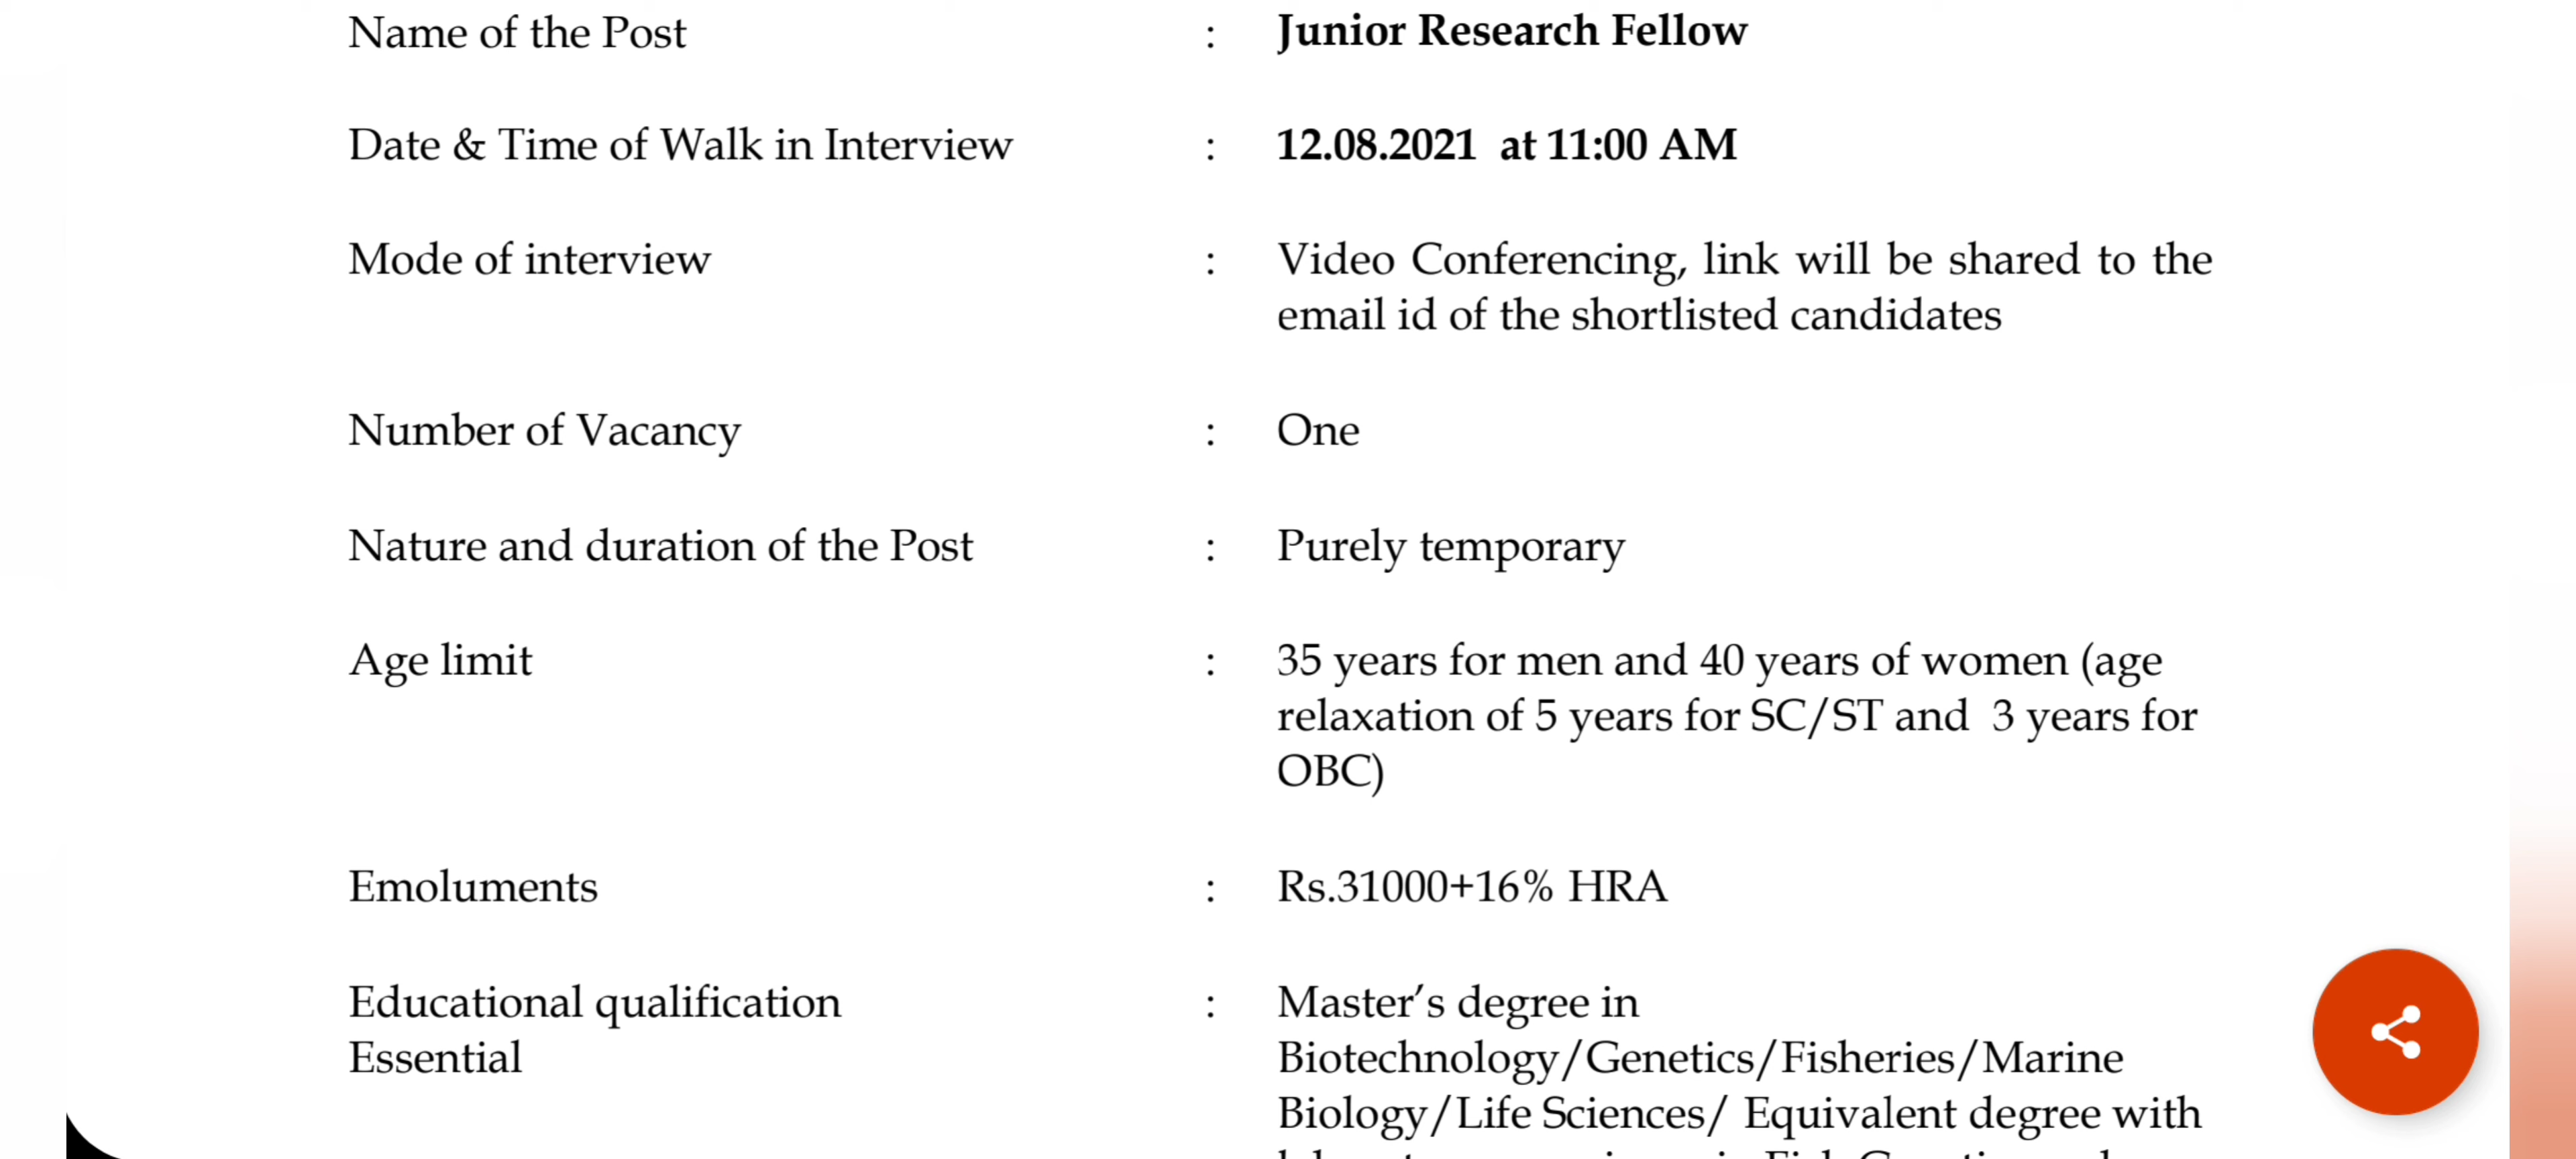 Name of the Post : Junior Research Fellow
Date & Time of Walk in Interview : 12.08.2021 at 11:00 AM
Mode of interview : Video Conferencing, link will be shared to the
email id of the shortlisted candidates
Number of Vacancy : One
Nature and duration of the Post : Purely temporary
Age limit : 35 years for men and 40 years of women (age
relaxation of 5 years for SC/ST and 3 years for
OBC)
Emoluments : Rs.31000+16% HRA
Educational qualification : Master's degree in
Essential Biotechnology/Genetics/Fisheries/Marine
Biology/Life Sciences/ Equivalent degree with